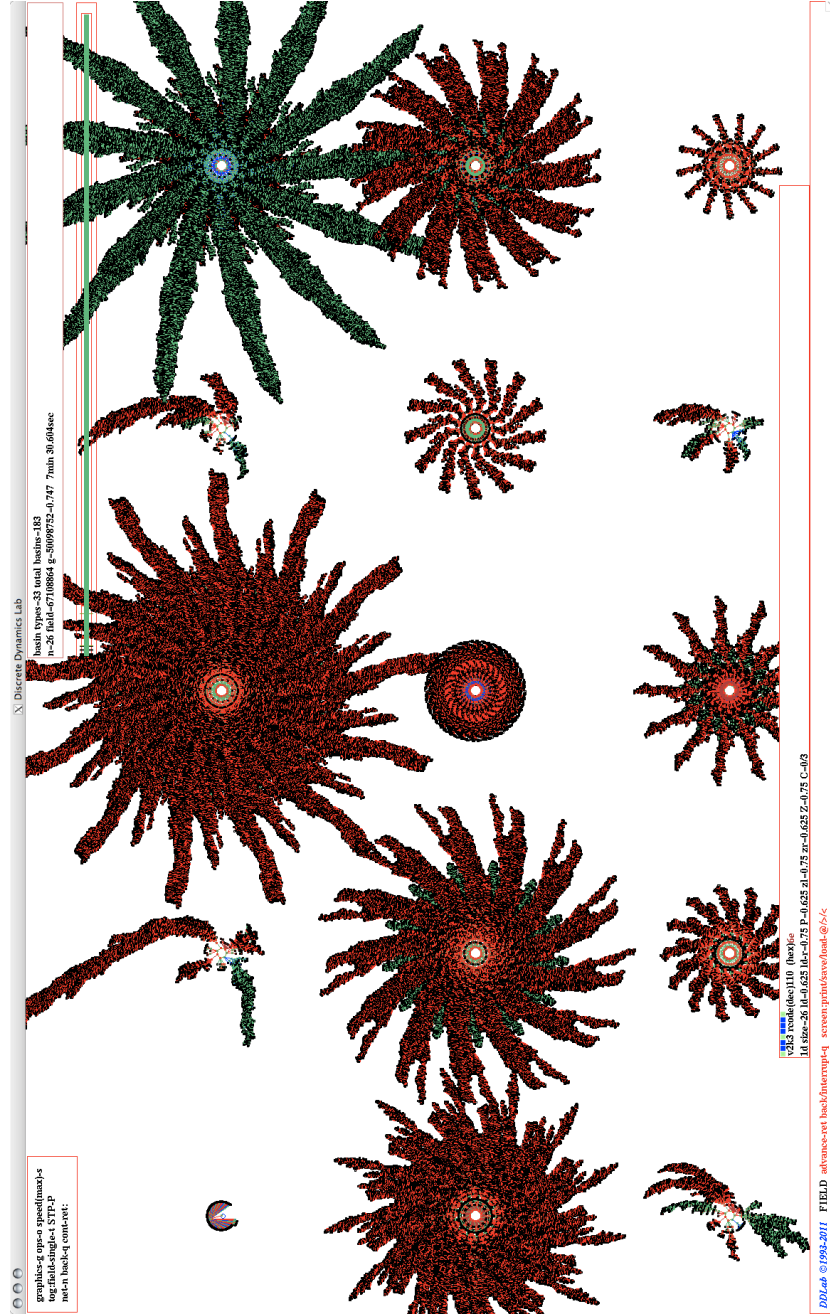 X Discrete Dynamics Lab
graphics-g ops-o speed(max)-s
tog:field-single-t STP-P
net-n back-q cont-ret:
basin types=33 total basins=183
n=26 field=67108864 g=50098752=0.747 7min 30.604sec
v2k3 rcode(dec)110 (hex)6e
1d size=26 ld=0.625 ld-r=0.75 P=0.625 zl=0.75 zr=0.625 Z=0.75 C=0/3
DDLab ©1993-2011 FIELD advance-ret back/interrupt-q screen:print/save/load-@/>/<